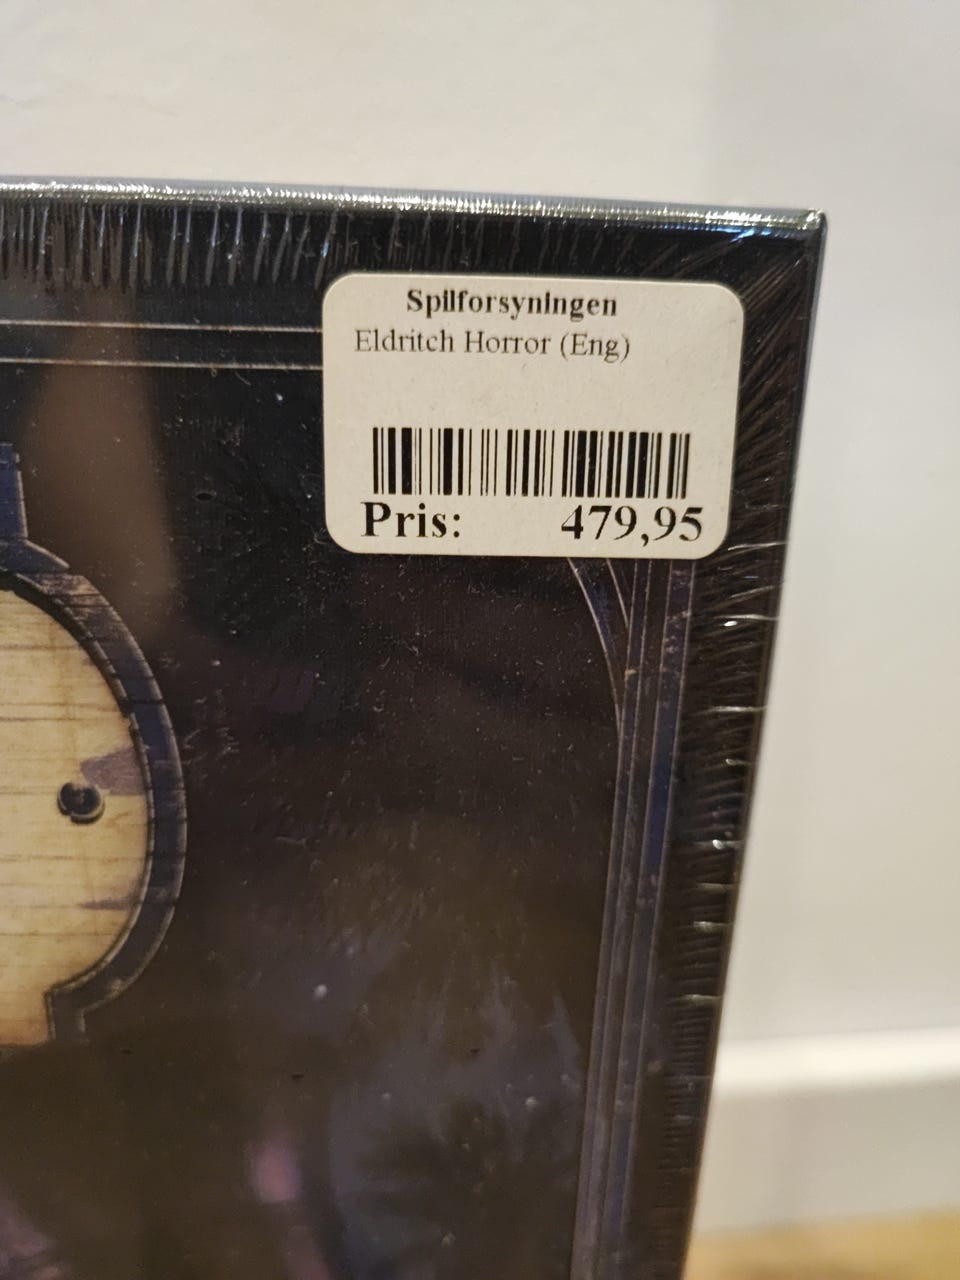 Spilforsyningen
Eldritch Horror (Eng)
Pris: 479,95